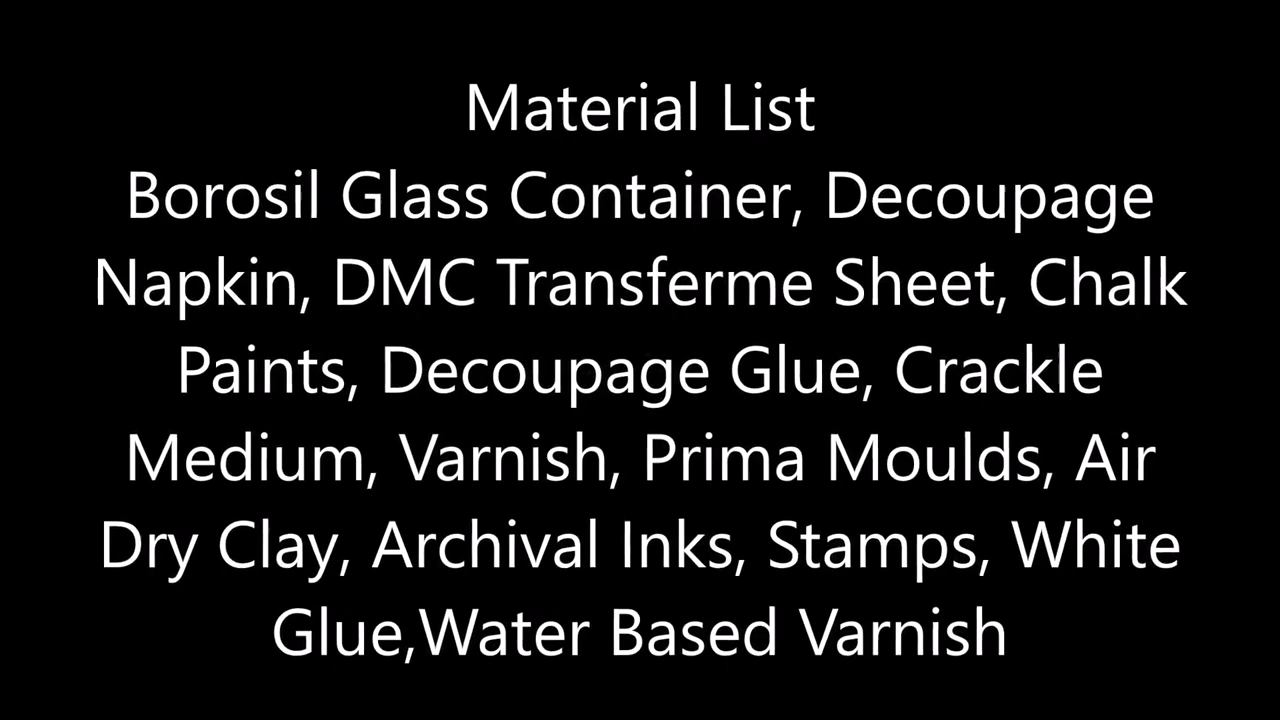 Material List
Borosil Glass Container, Decoupage
Napkin, DMC Transferme Sheet, Chalk
Paints, Decoupage Glue, Crackle
Medium, Varnish, Prima Moulds, Air
Dry Clay, Archival Inks, Stamps, White
Glue,Water Based Varnish